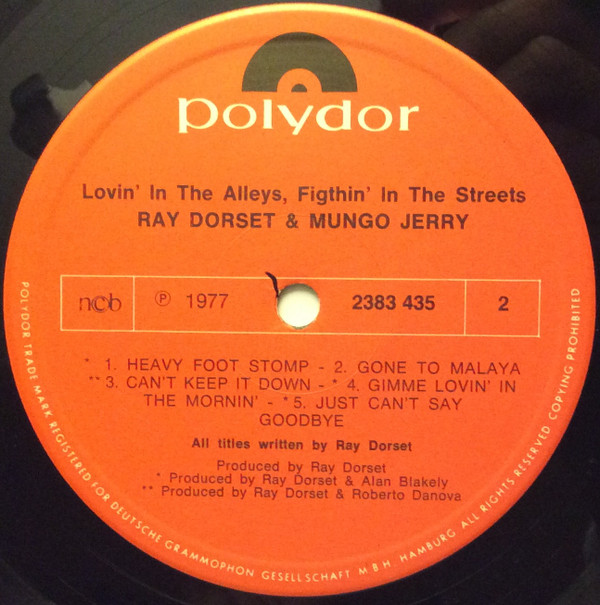 polydor
Lovin' In The Alleys, Figthin' In The Streets
RAY DORSET & MUNGO JERRY
ncb ℗ 1977 2383 435 2
* 1. HEAVY FOOT STOMP - 2. GONE TO MALAYA
** 3. CAN'T KEEP IT DOWN - * 4. GIMME LOVIN' IN
THE MORNIN' - * 5. JUST CAN'T SAY
GOODBYE
All titles written by Ray Dorset
Produced by Ray Dorset
* Produced by Ray Dorset & Alan Blakely
** Produced by Ray Dorset & Roberto Danova
POLYDOR TRADE MARK REGISTERED FOR DEUTSCHE GRAMMOPHON GESELLSCHAFT M B H. HAMBURG ALL RIGHTS RESERVED COPYING PROHIBITED